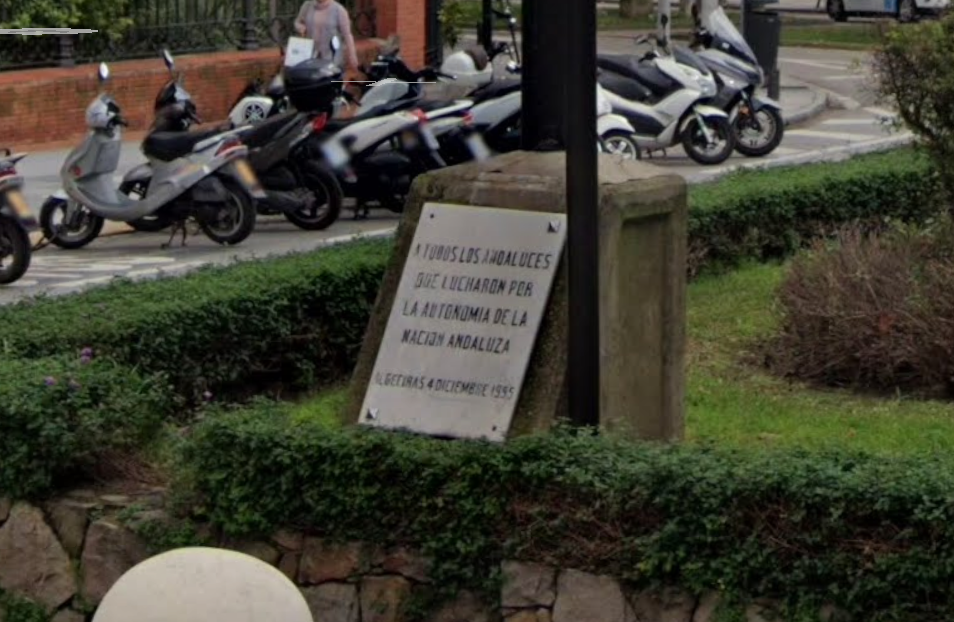 A TODOS LOS ANDALUCES
QUE LUCHARON POR
LA AUTONOMIA DE LA
NACION ANDALUZA
ALGECIRAS 4 DICIEMBRE 1995